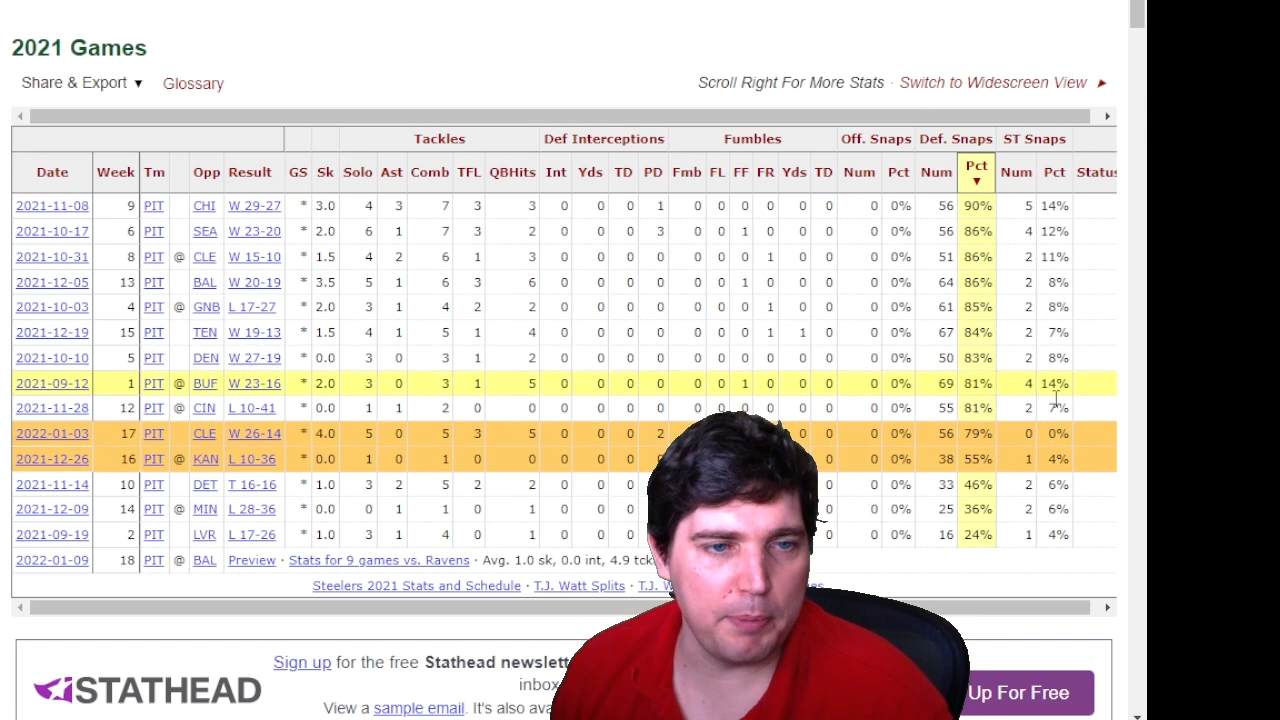 2021 Games
Share & Export ▼ Glossary Scroll Right For More Stats · Switch to Widescreen View ►
Tackles Def Interceptions Fumbles Off. Snaps Def. Snaps ST Snaps
Date Week Tm Opp Result GS Sk Solo Ast Comb TFL QBHits Int Yds TD PD Fmb FL FF FR Yds TD Num Pct Num Pct ▼ Num Pct Status
2021-11-08 9 PIT CHI W 29-27 * 3.0 4 3 7 3 3 0 0 0 1 0 0 0 0 0 0 0 0% 56 90% 5 14%
2021-10-17 6 PIT SEA W 23-20 * 2.0 6 1 7 3 2 0 0 0 3 0 0 1 0 0 0 0 0% 56 86% 4 12%
2021-10-31 8 PIT @ CLE W 15-10 * 1.5 4 2 6 1 3 0 0 0 0 0 0 0 1 0 0 0 0% 51 86% 2 11%
2021-12-05 13 PIT BAL W 20-19 * 3.5 5 1 6 3 6 0 0 0 0 0 0 1 0 0 0 0 0% 64 86% 2 8%
2021-10-03 4 PIT @ GNB L 17-27 * 2.0 3 1 4 2 2 0 0 0 0 0 0 0 1 0 0 0 0% 61 85% 2 8%
2021-12-19 15 PIT TEN W 19-13 * 1.5 4 1 5 1 4 0 0 0 0 0 0 0 1 1 0 0 0% 67 84% 2 7%
2021-10-10 5 PIT DEN W 27-19 * 0.0 3 0 3 1 2 0 0 0 0 0 0 0 0 0 0 0 0% 50 83% 2 8%
2021-09-12 1 PIT @ BUF W 23-16 * 2.0 3 0 3 1 5 0 0 0 0 0 0 1 0 0 0 0 0% 69 81% 4 14%
2021-11-28 12 PIT @ CIN L 10-41 * 0.0 1 1 2 0 0 0 0 0 0 0 0 0 0 0 0 0 0% 55 81% 2 7%
2022-01-03 17 PIT CLE W 26-14 * 4.0 5 0 5 3 5 0 0 0 2 0 0 0 0% 56 79% 0 0%
2021-12-26 16 PIT @ KAN L 10-36 * 0.0 1 0 1 0 0 0 0 0 0 0 0 0 0% 38 55% 1 4%
2021-11-14 10 PIT DET T 16-16 * 1.0 3 2 5 2 2 0 0 0 0 0 0 0% 33 46% 2 6%
2021-12-09 14 PIT @ MIN L 28-36 * 0.0 0 1 1 0 1 0 0 0 0 0 0 0% 25 36% 2 6%
2021-09-19 2 PIT LVR L 17-26 * 1.0 3 1 4 1 0 0 0 0 0 0 0 0% 16 24% 1 4%
2022-01-09 18 PIT @ BAL Preview · Stats for 9 games vs. Ravens · Avg. 1.0 sk, 0.0 int, 4.9
Steelers 2021 Stats and Schedule · T.J. Watt Splits · T.J.
Sign up for the free Stathead
STATHEAD
View a sample email. It's also
Up For Free